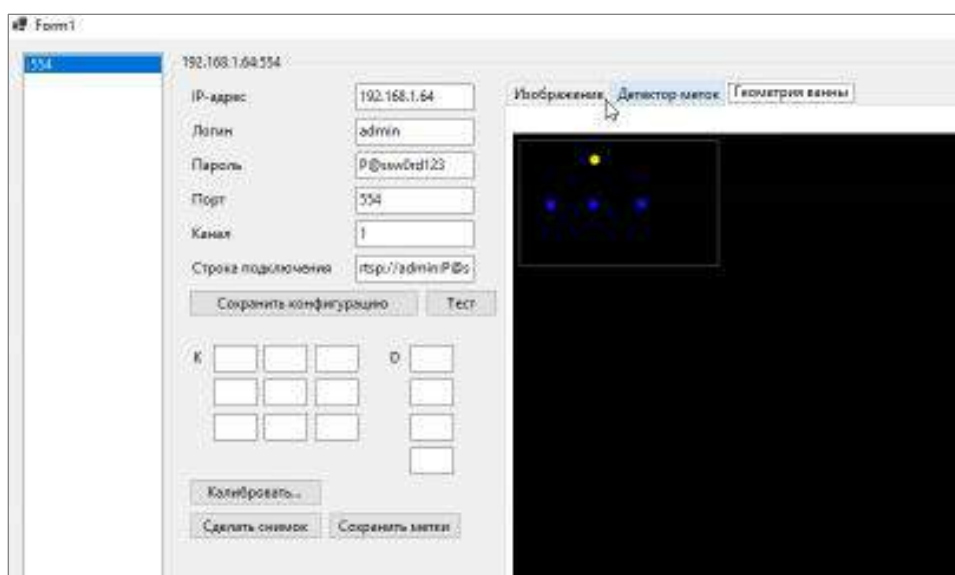 Form1
554
192.168.1.64:554
IP-адрес 192.168.1.64
Логин admin
Пароль P@ssw0rd123
Порт 554
Канал 1
Строка подключения rtsp://admin:P@s
Сохранить конфигурацию Тест
K D
Калибровать...
Сделать снимок Сохранить метки
Изображение Детектор меток Геометрия ванны